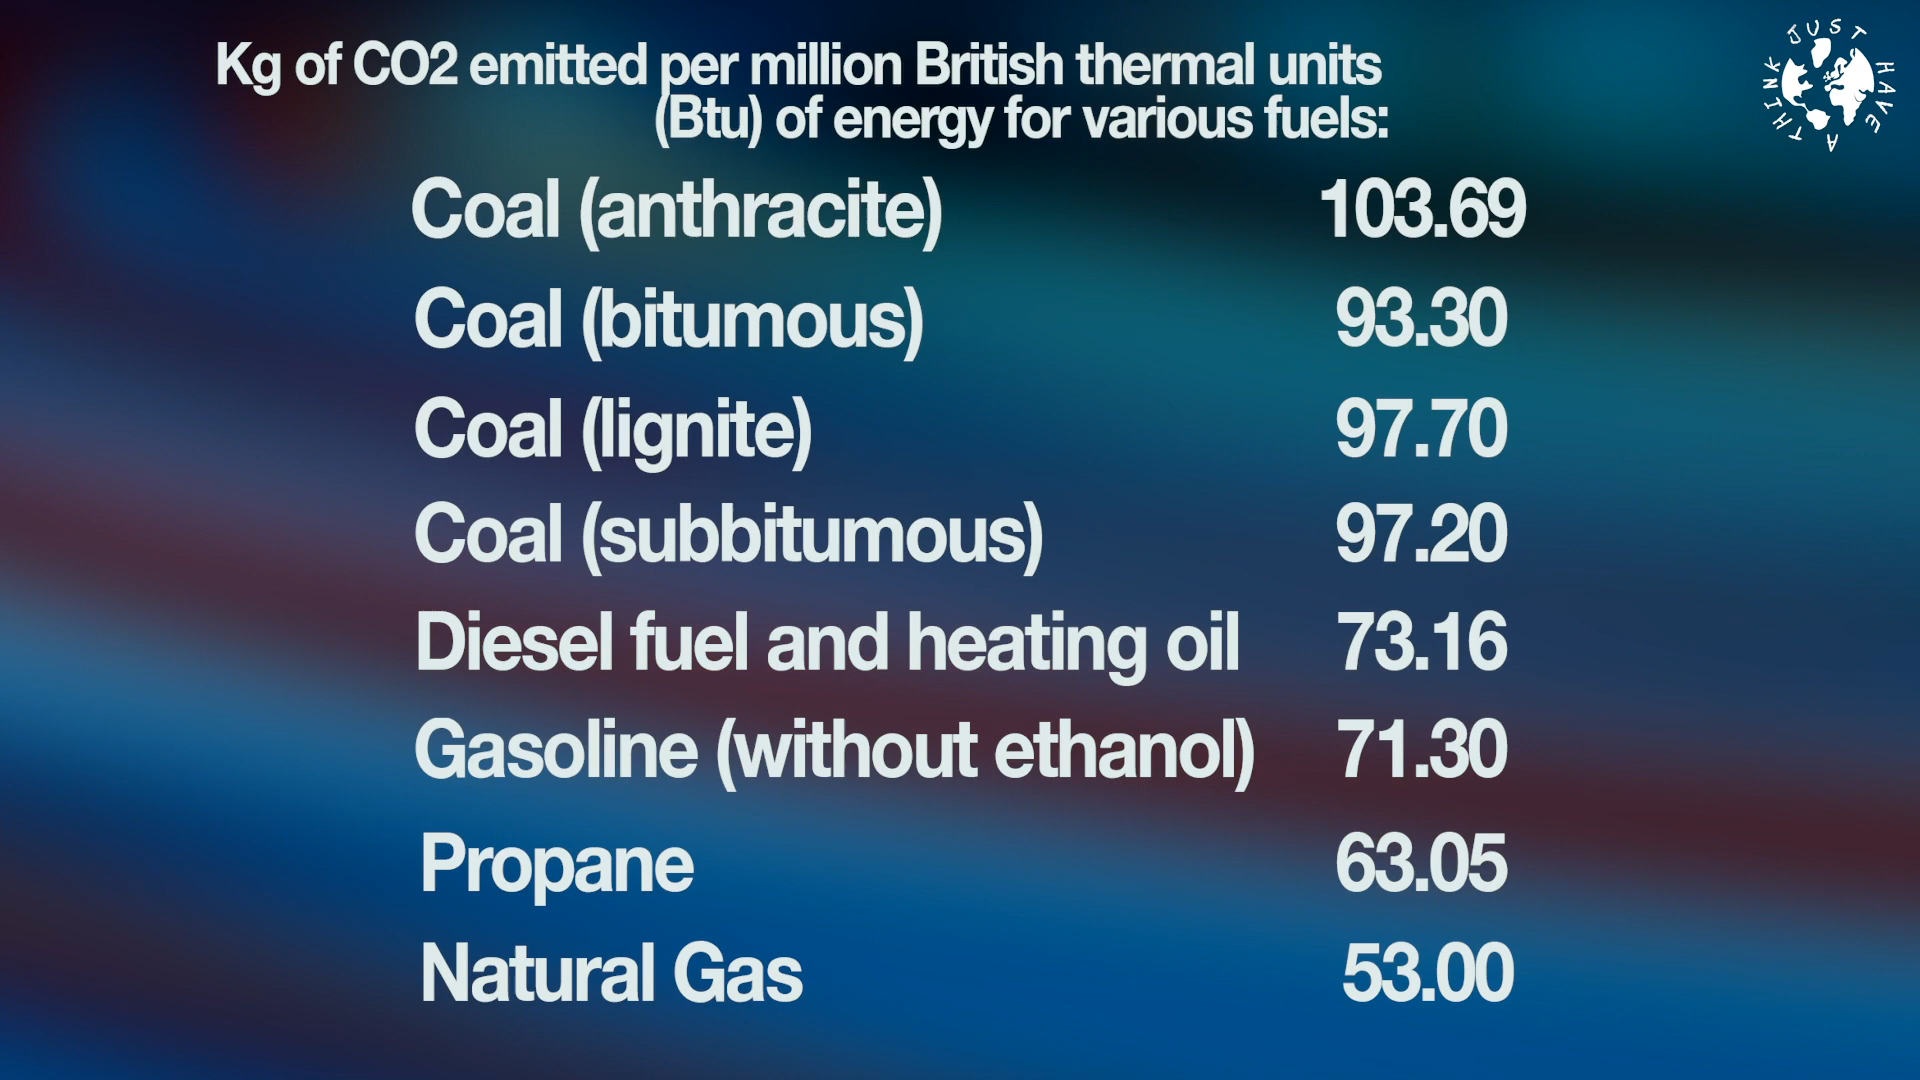 Kg of CO2 emitted per million British thermal units
(Btu) of energy for various fuels:
JUST HAVE A THINK
Coal (anthracite) 103.69
Coal (bitumous) 93.30
Coal (lignite) 97.70
Coal (subbitumous) 97.20
Diesel fuel and heating oil 73.16
Gasoline (without ethanol) 71.30
Propane 63.05
Natural Gas 53.00